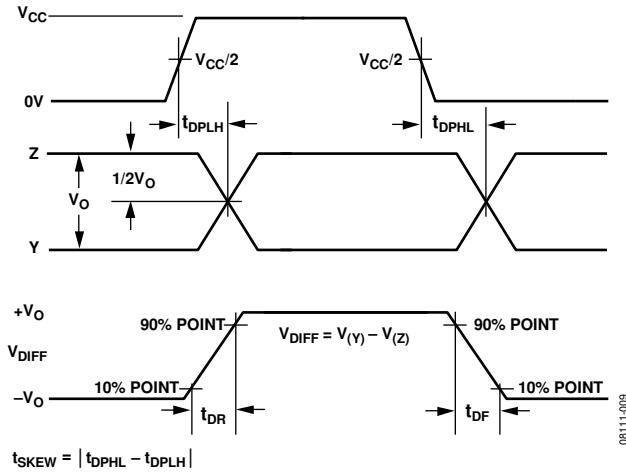 VCC
VCC/2
VCC/2
0V
tDPLH
tDPHL
Z
1/2VO
VO
Y
+VO
90% POINT
VDIFF = V(Y) – V(Z)
90% POINT
VDIFF
10% POINT
10% POINT
–VO
tDR
tDF
tSKEW = |tDPHL – tDPLH|
08111-009